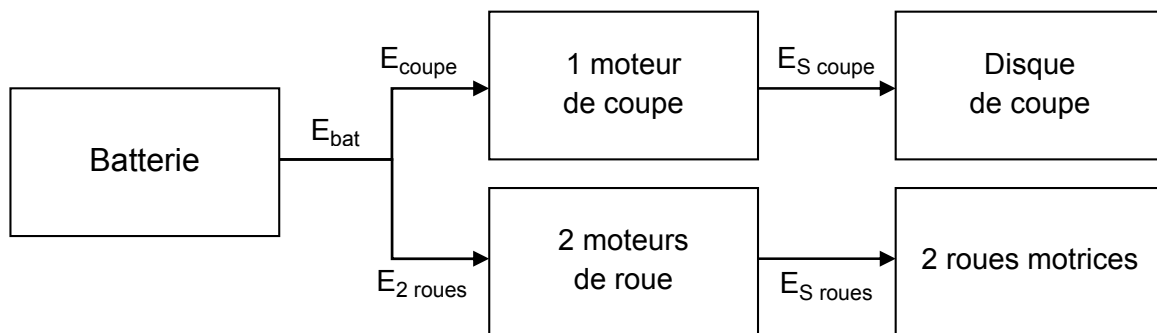 Batterie
E_bat
E_coupe
1 moteur
de coupe
E_S coupe
Disque
de coupe
E_2 roues
2 moteurs
de roue
E_S roues
2 roues motrices